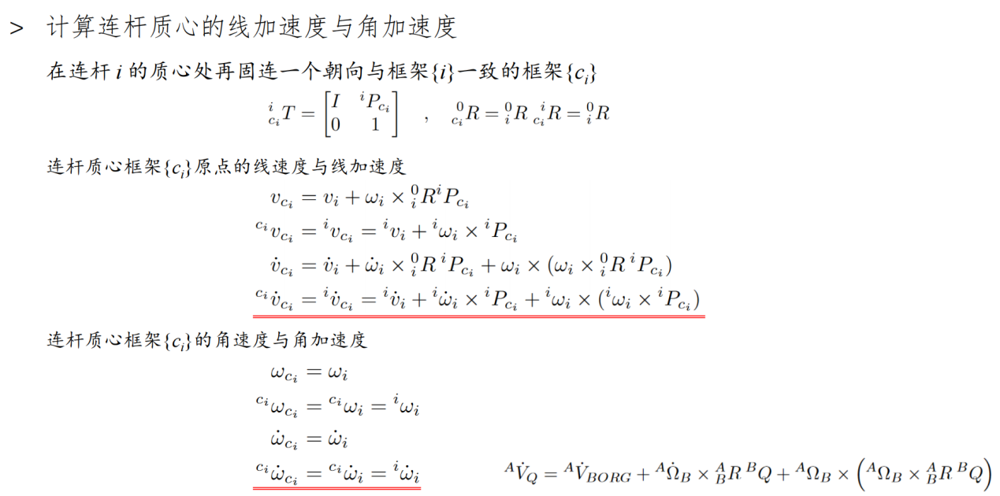 > 计算连杆质心的线加速度与角加速度
在连杆 i 的质心处再固连一个朝向与框架{i}一致的框架{c_i}
{}^{i}_{c_i}T = \begin{bmatrix} I & {}^{i}P_{c_i} \\ 0 & 1 \end{bmatrix} , {}^{0}_{c_i}R = {}^{0}_{i}R \, {}^{i}_{c_i}R = {}^{0}_{i}R
连杆质心框架{c_i}原点的线速度与线加速度
v_{c_i} = v_i + \omega_i \times {}^{0}_{i}R {}^{i}P_{c_i}
{}^{c_i}v_{c_i} = {}^{i}v_{c_i} = {}^{i}v_i + {}^{i}\omega_i \times {}^{i}P_{c_i}
\dot{v}_{c_i} = \dot{v}_i + \dot{\omega}_i \times {}^{0}_{i}R \, {}^{i}P_{c_i} + \omega_i \times (\omega_i \times {}^{0}_{i}R \, {}^{i}P_{c_i})
{}^{c_i}\dot{v}_{c_i} = {}^{i}\dot{v}_{c_i} = {}^{i}\dot{v}_i + {}^{i}\dot{\omega}_i \times {}^{i}P_{c_i} + {}^{i}\omega_i \times ({}^{i}\omega_i \times {}^{i}P_{c_i})
连杆质心框架{c_i}的角速度与角加速度
\omega_{c_i} = \omega_i
{}^{c_i}\omega_{c_i} = {}^{c_i}\omega_i = {}^{i}\omega_i
\dot{\omega}_{c_i} = \dot{\omega}_i
{}^{c_i}\dot{\omega}_{c_i} = {}^{c_i}\dot{\omega}_i = {}^{i}\dot{\omega}_i
{}^{A}\dot{V}_Q = {}^{A}\dot{V}_{BORG} + {}^{A}\dot{\Omega}_B \times {}^{A}_{B}R \, {}^{B}Q + {}^{A}\Omega_B \times \left( {}^{A}\Omega_B \times {}^{A}_{B}R \, {}^{B}Q \right)